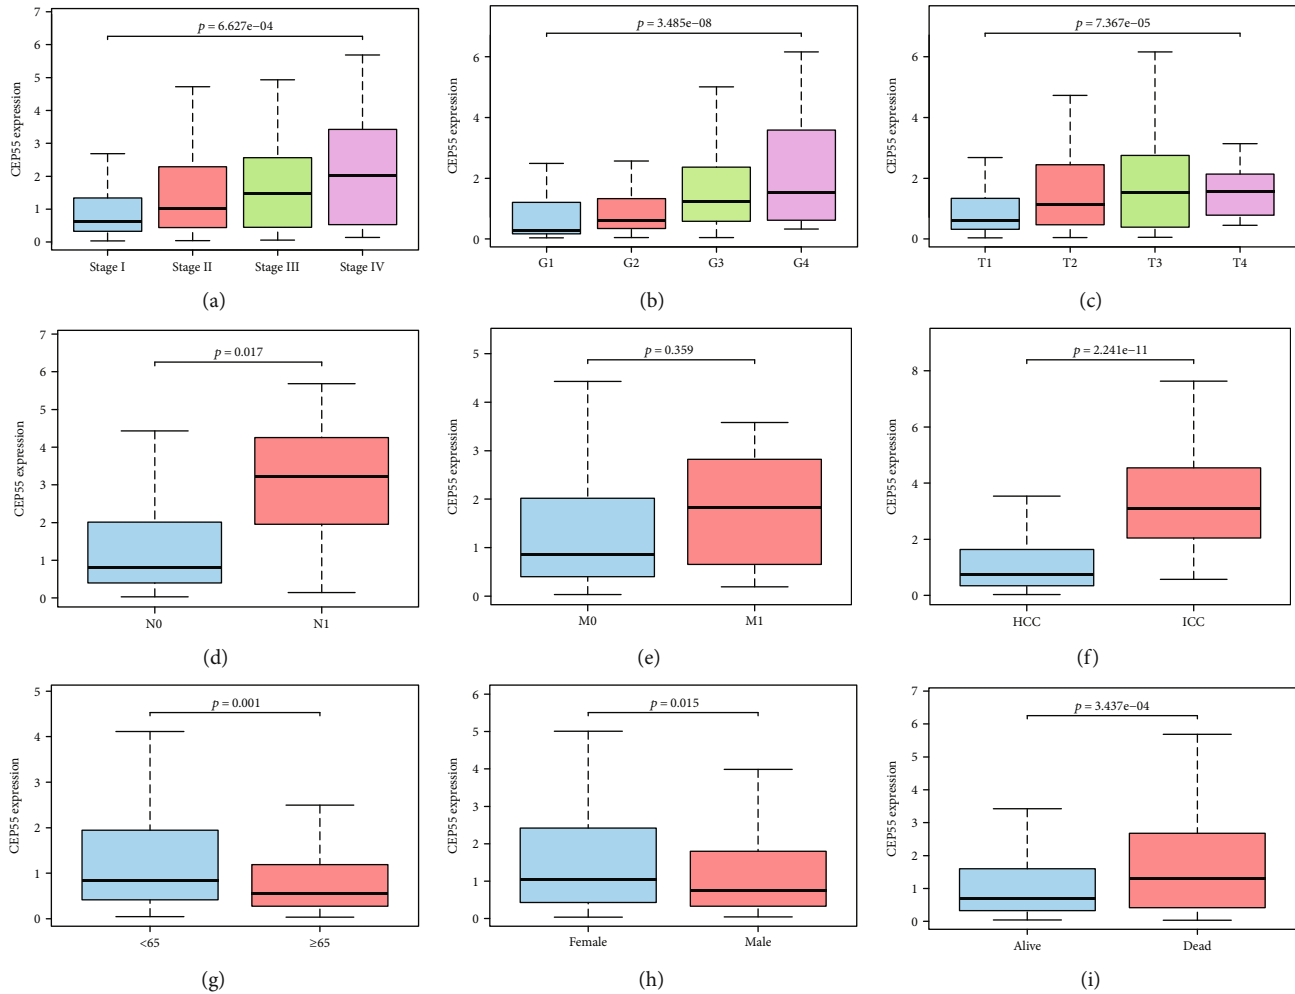 7
6
5
4
3
2
1
0
CEP55 expression
p = 6.627e−04
Stage I Stage II Stage III Stage IV
(a)
6
4
2
0
CEP55 expression
p = 3.485e−08
G1 G2 G3 G4
(b)
6
4
2
0
CEP55 expression
p = 7.367e−05
T1 T2 T3 T4
(c)
7
6
5
4
3
2
1
0
CEP55 expression
p = 0.017
N0 N1
(d)
5
4
3
2
1
0
CEP55 expression
p = 0.359
M0 M1
(e)
8
6
4
2
0
CEP55 expression
p = 2.241e−11
HCC ICC
(f)
5
4
3
2
1
0
CEP55 expression
p = 0.001
<65 ≥65
(g)
6
5
4
3
2
1
0
CEP55 expression
p = 0.015
Female Male
(h)
7
6
5
4
3
2
1
0
CEP55 expression
p = 3.437e−04
Alive Dead
(i)